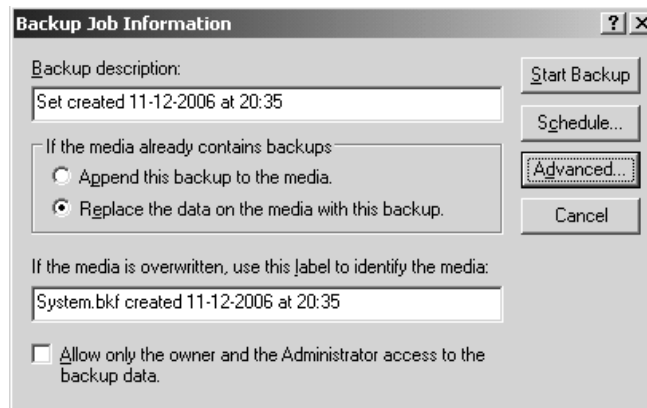 Backup Job Information
Backup description:
Start Backup
Set created 11-12-2006 at 20:35
Schedule...
If the media already contains backups
Append this backup to the media.
Advanced...
Replace the data on the media with this backup.
Cancel
If the media is overwritten, use this label to identify the media:
System.bkf created 11-12-2006 at 20:35
Allow only the owner and the Administrator access to the
backup data.